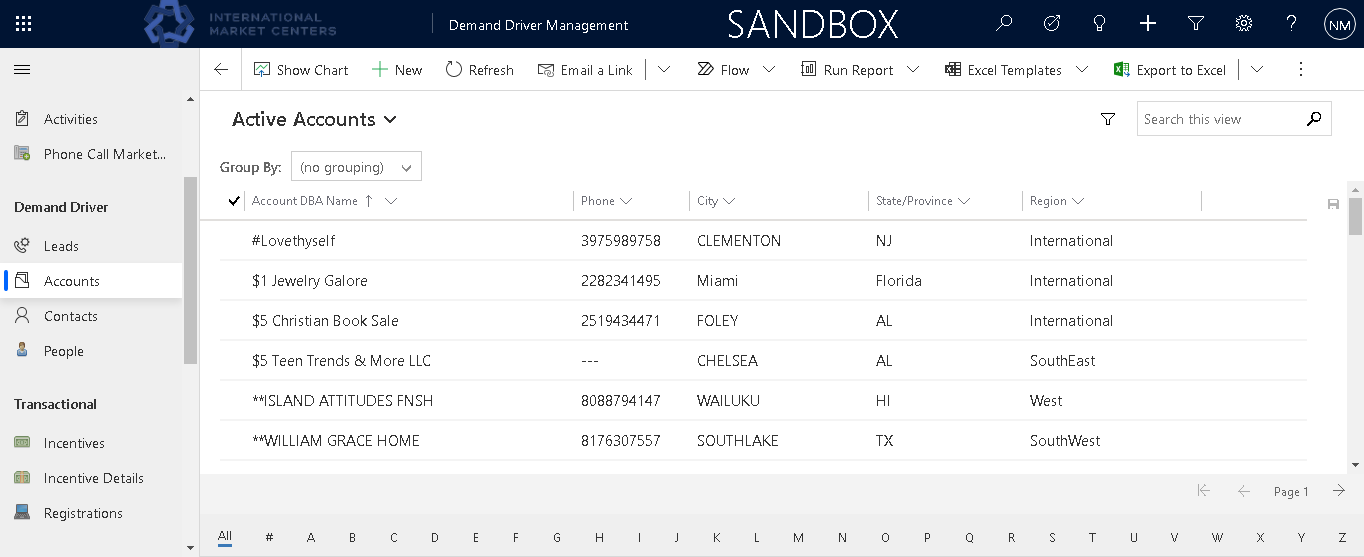 INTERNATIONAL
MARKET CENTERS
Demand Driver Management
SANDBOX
NM
Show Chart
New
Refresh
Email a Link
Flow
Run Report
Excel Templates
Export to Excel
Activities
Phone Call Market...
Demand Driver
Leads
Accounts
Contacts
People
Transactional
Incentives
Incentive Details
Registrations
Active Accounts
Search this view
Group By: (no grouping)
Account DBA Name ↑ Phone City State/Province Region
#Lovethyself 3975989758 CLEMENTON NJ International
$1 Jewelry Galore 2282341495 Miami Florida International
$5 Christian Book Sale 2519434471 FOLEY AL International
$5 Teen Trends & More LLC --- CHELSEA AL SouthEast
**ISLAND ATTITUDES FNSH 8088794147 WAILUKU HI West
**WILLIAM GRACE HOME 8176307557 SOUTHLAKE TX SouthWest
Page 1
All # A B C D E F G H I J K L M N O P Q R S T U V W X Y Z